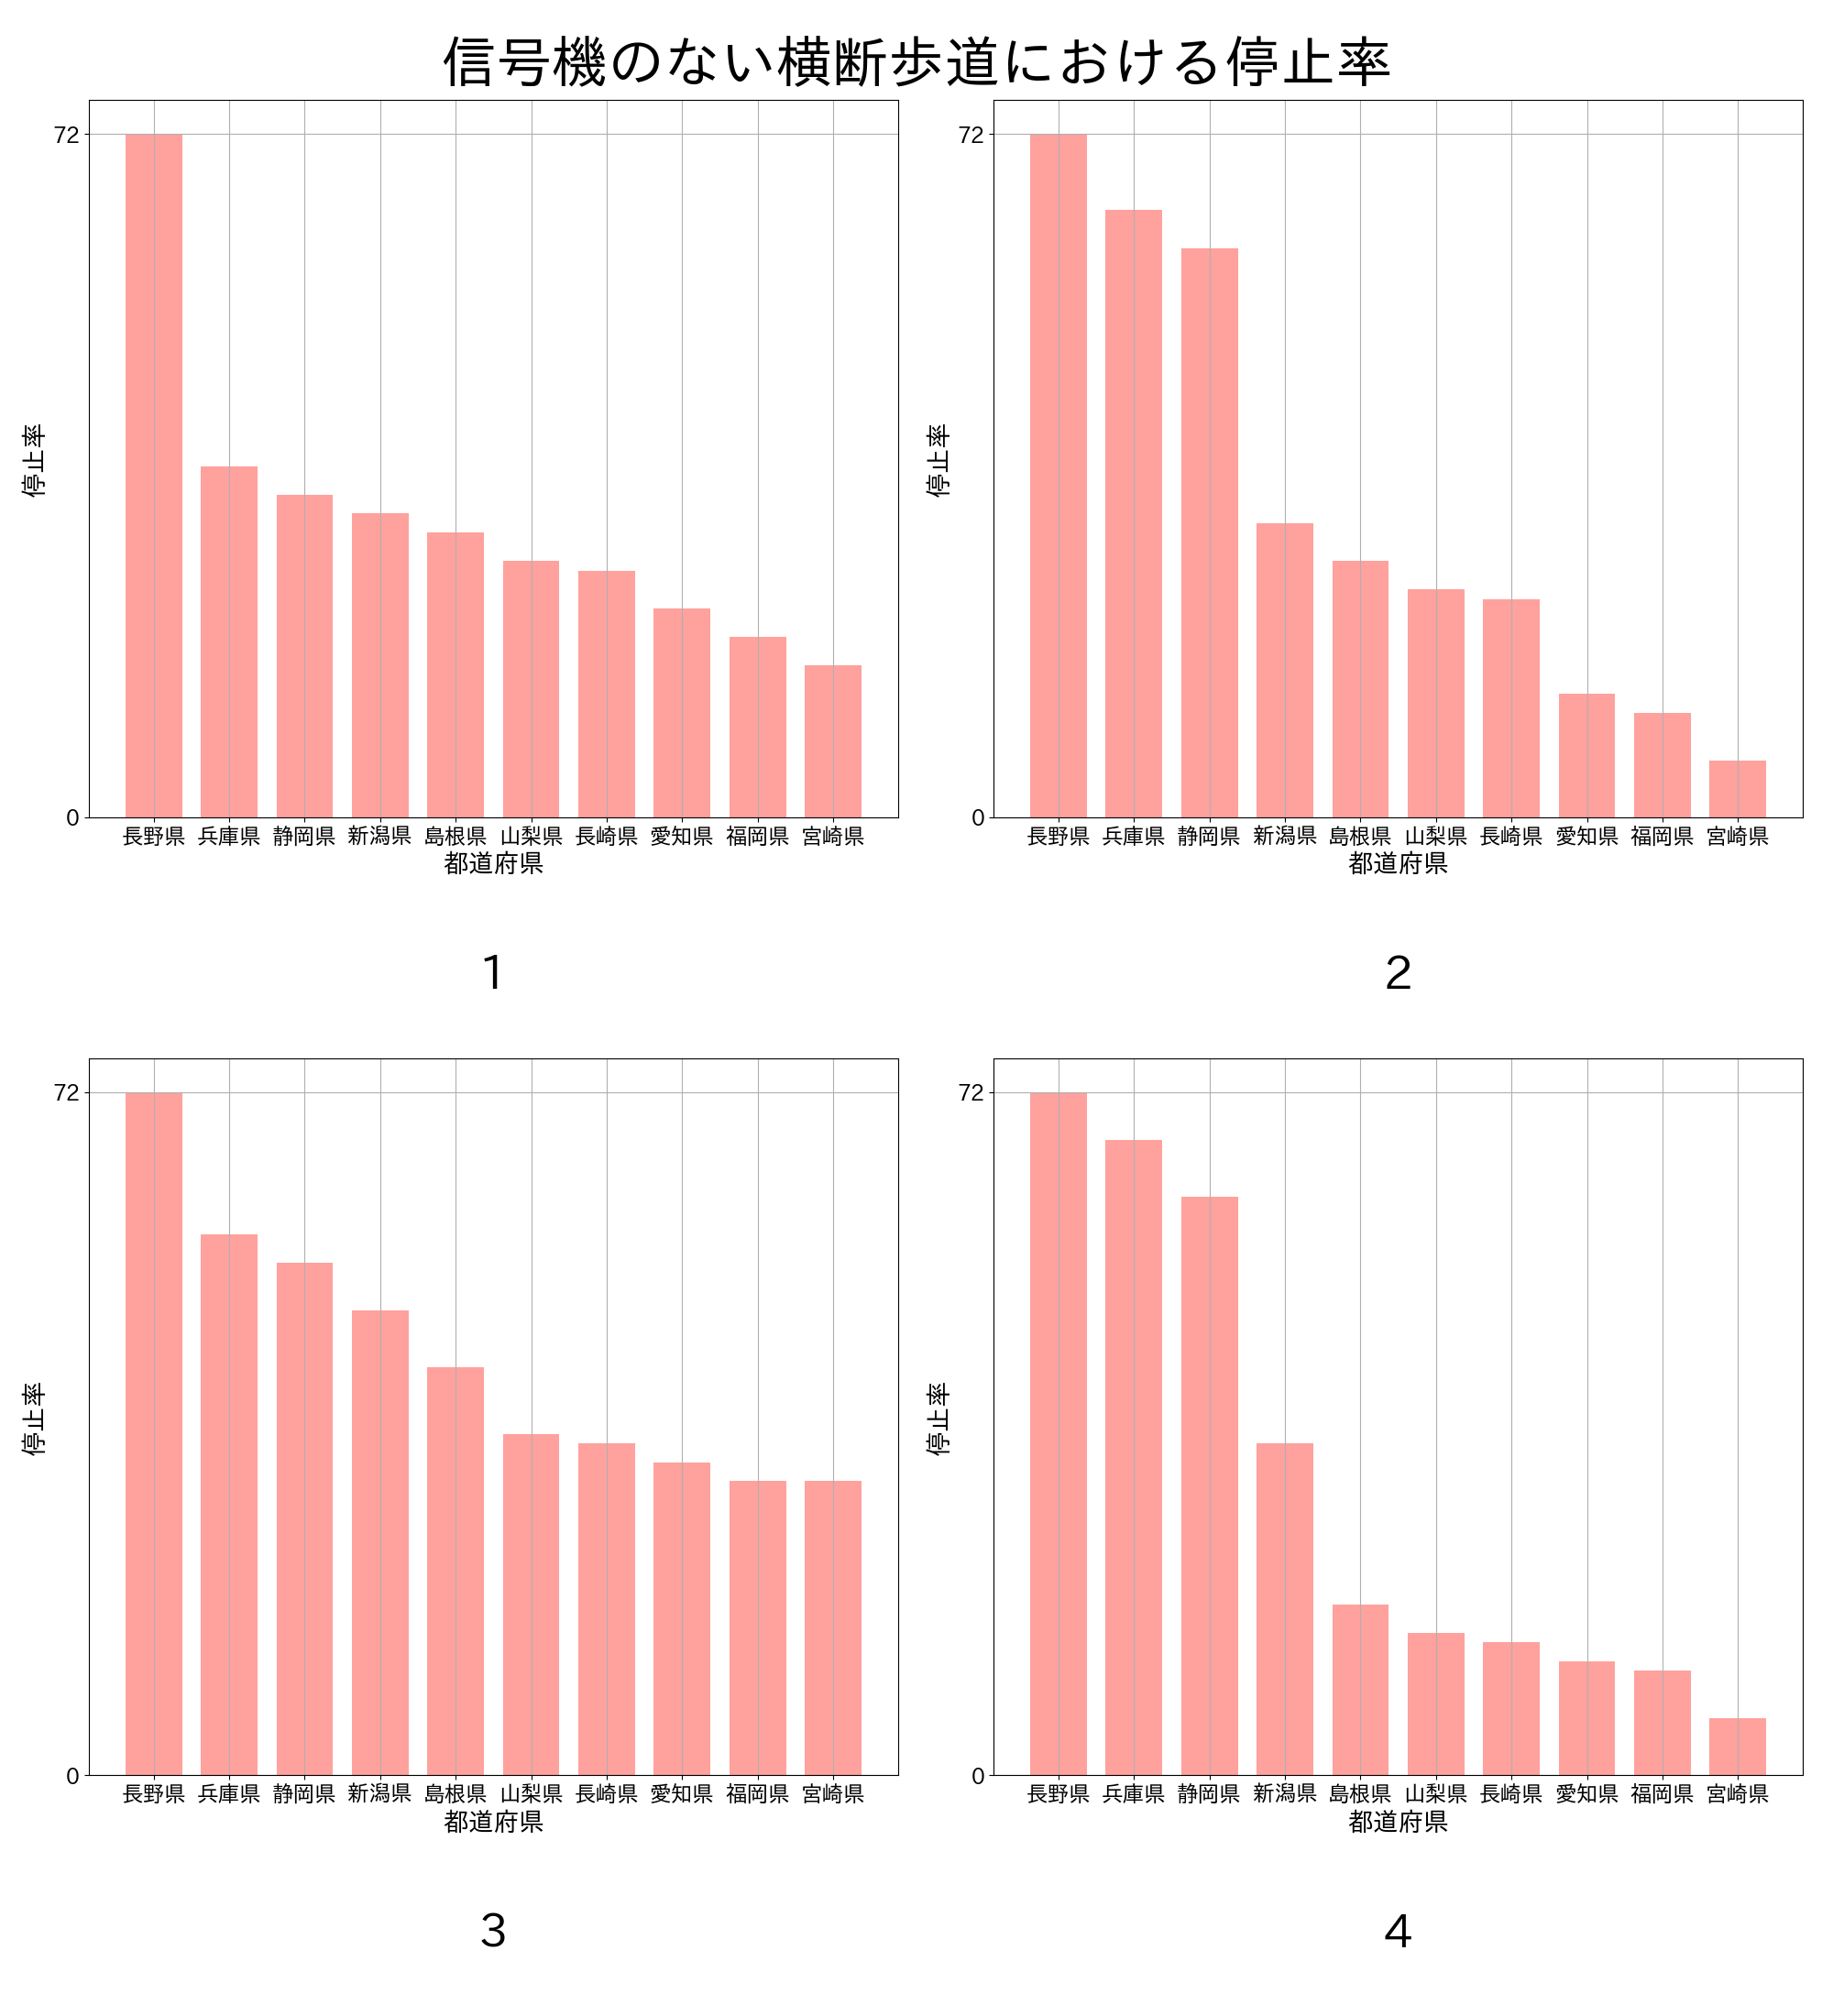 信号機のない横断歩道における停止率
72
停止率
0
長野県 兵庫県 静岡県 新潟県 島根県 山梨県 長崎県 愛知県 福岡県 宮崎県
都道府県
1
72
停止率
0
長野県 兵庫県 静岡県 新潟県 島根県 山梨県 長崎県 愛知県 福岡県 宮崎県
都道府県
2
72
停止率
0
長野県 兵庫県 静岡県 新潟県 島根県 山梨県 長崎県 愛知県 福岡県 宮崎県
都道府県
3
72
停止率
0
長野県 兵庫県 静岡県 新潟県 島根県 山梨県 長崎県 愛知県 福岡県 宮崎県
都道府県
4